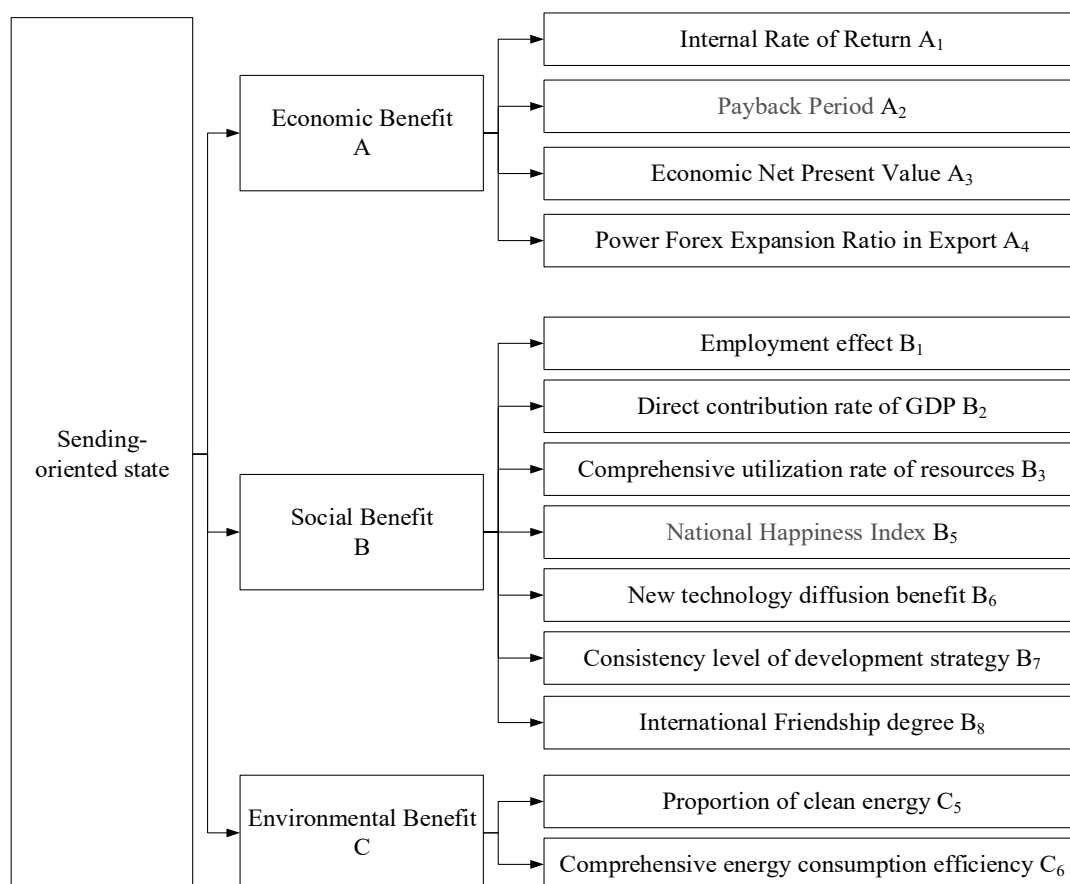 Sending-
oriented state
Economic Benefit
A
Internal Rate of Return A₁
Payback Period A₂
Economic Net Present Value A₃
Power Forex Expansion Ratio in Export A₄
Social Benefit
B
Employment effect B₁
Direct contribution rate of GDP B₂
Comprehensive utilization rate of resources B₃
National Happiness Index B₅
New technology diffusion benefit B₆
Consistency level of development strategy B₇
International Friendship degree B₈
Environmental Benefit
C
Proportion of clean energy C₅
Comprehensive energy consumption efficiency C₆